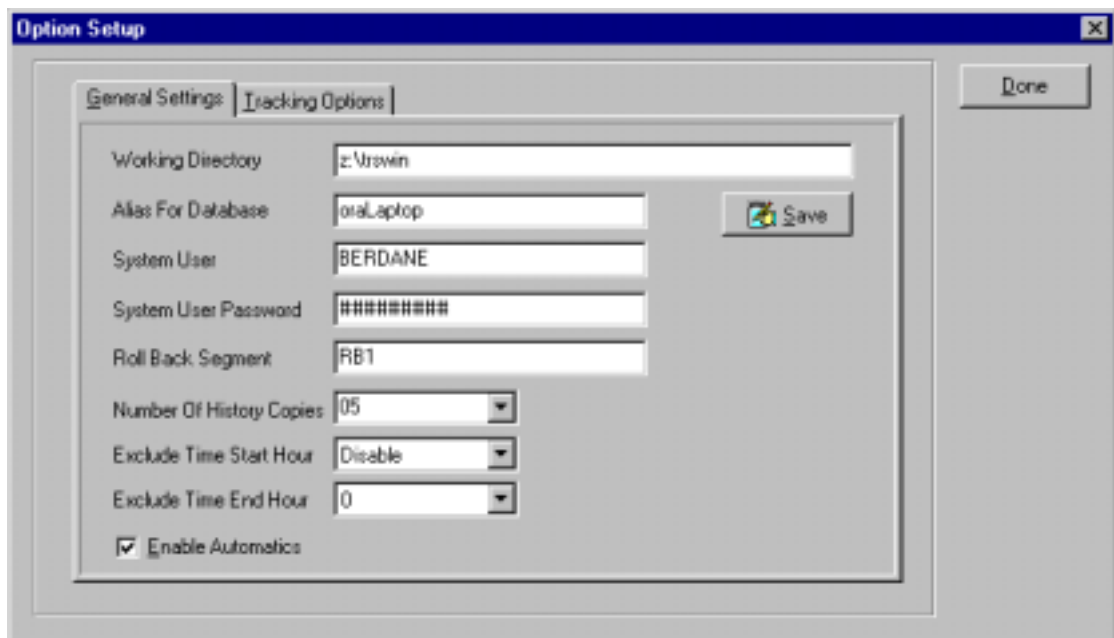 Option Setup
Done
General Settings
Tracking Options
Working Directory
z:\trswin
Alias For Database
oraLaptop
Save
System User
BERDANE
System User Password
#########
Roll Back Segment
RB1
Number Of History Copies
05
Exclude Time Start Hour
Disable
Exclude Time End Hour
0
Enable Automatics